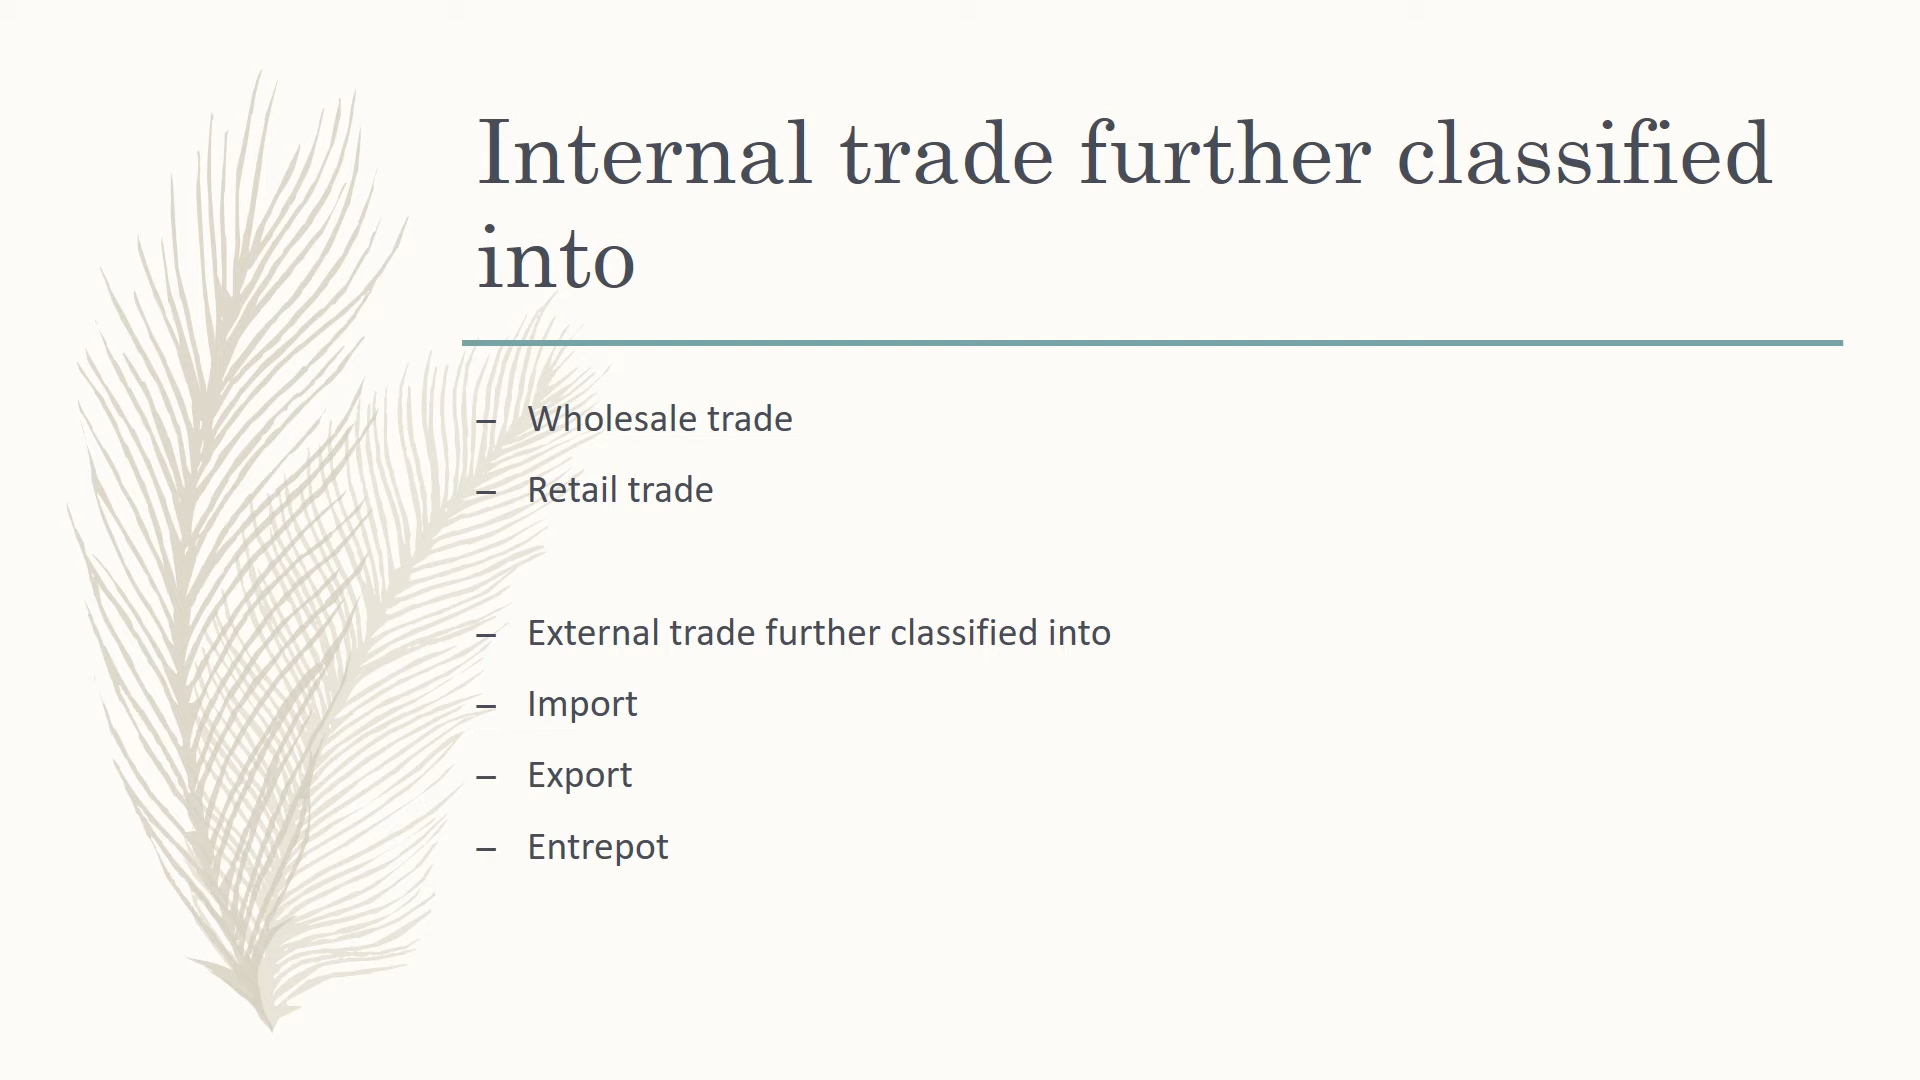 Internal trade further classified
into
– Wholesale trade
– Retail trade
– External trade further classified into
– Import
– Export
– Entrepot